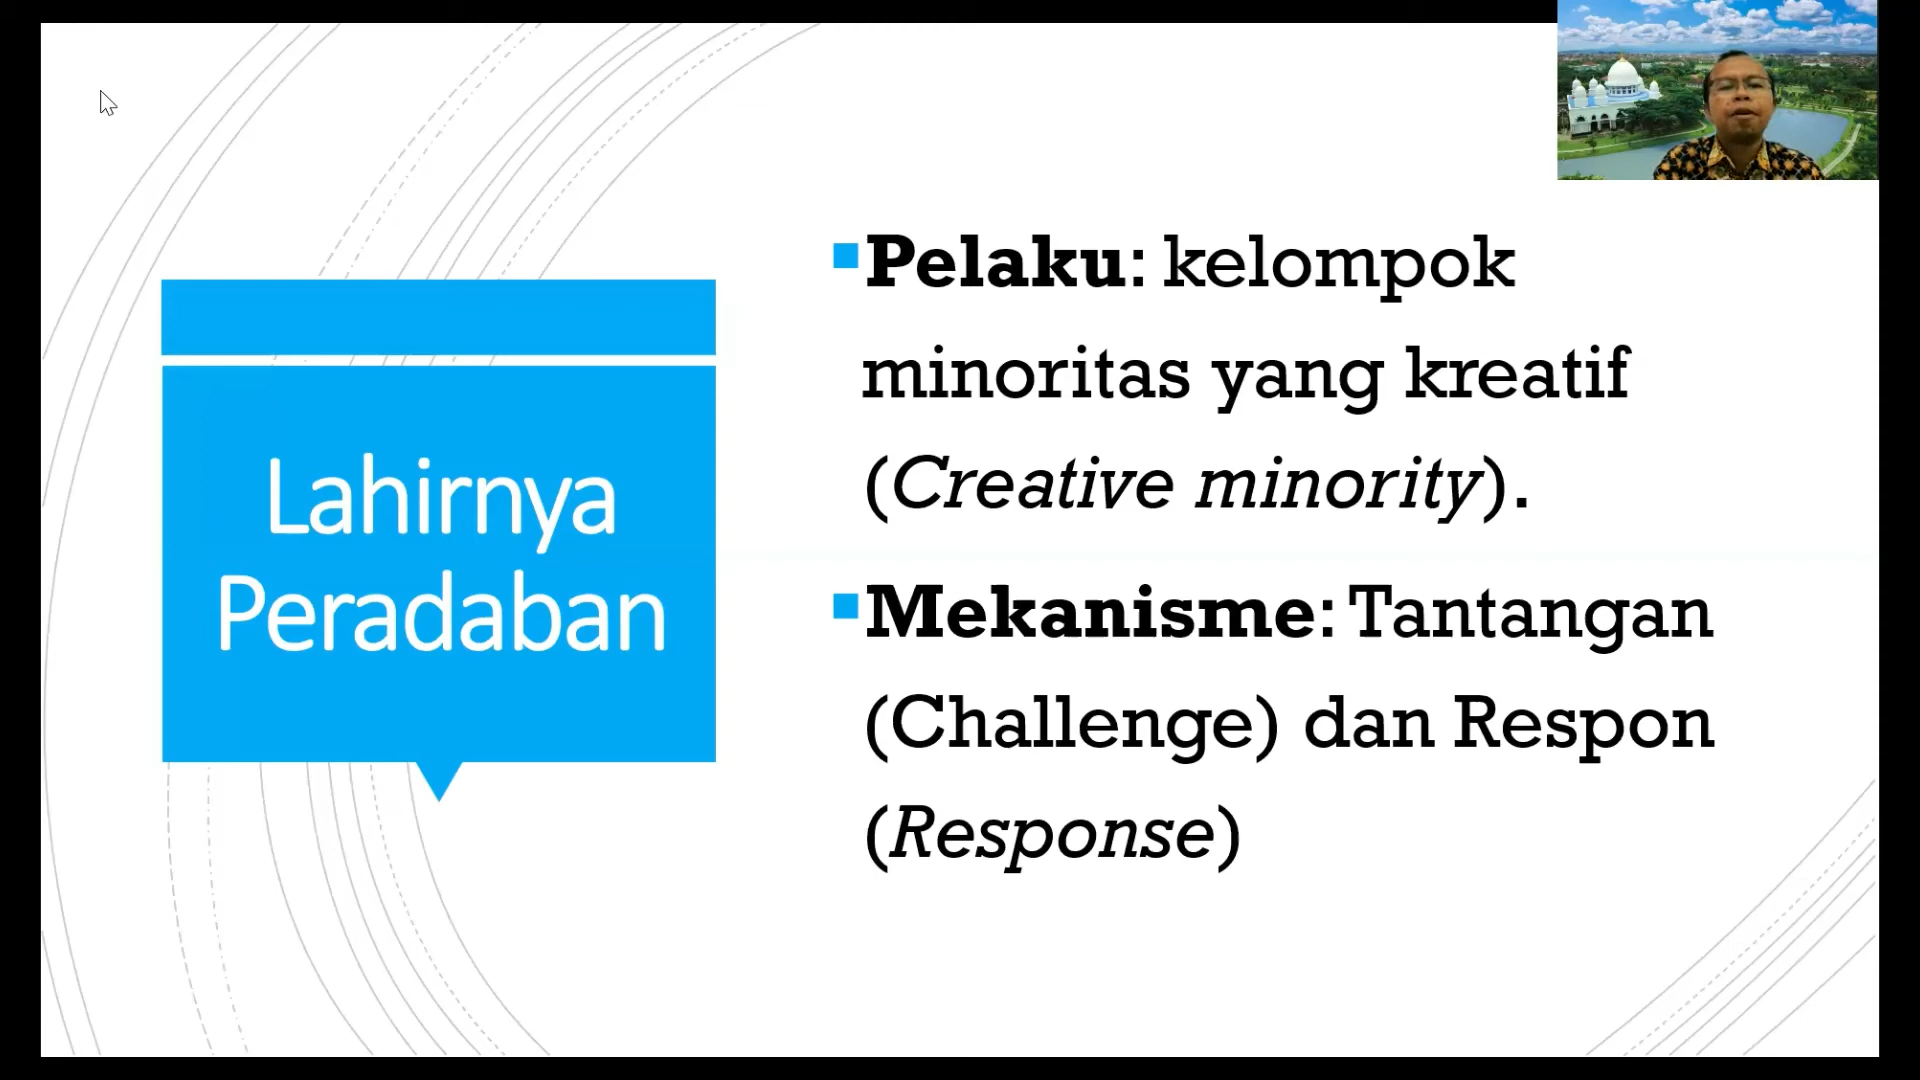 Lahirnya
Peradaban
Pelaku: kelompok
minoritas yang kreatif
(Creative minority).
Mekanisme: Tantangan
(Challenge) dan Respon
(Response)